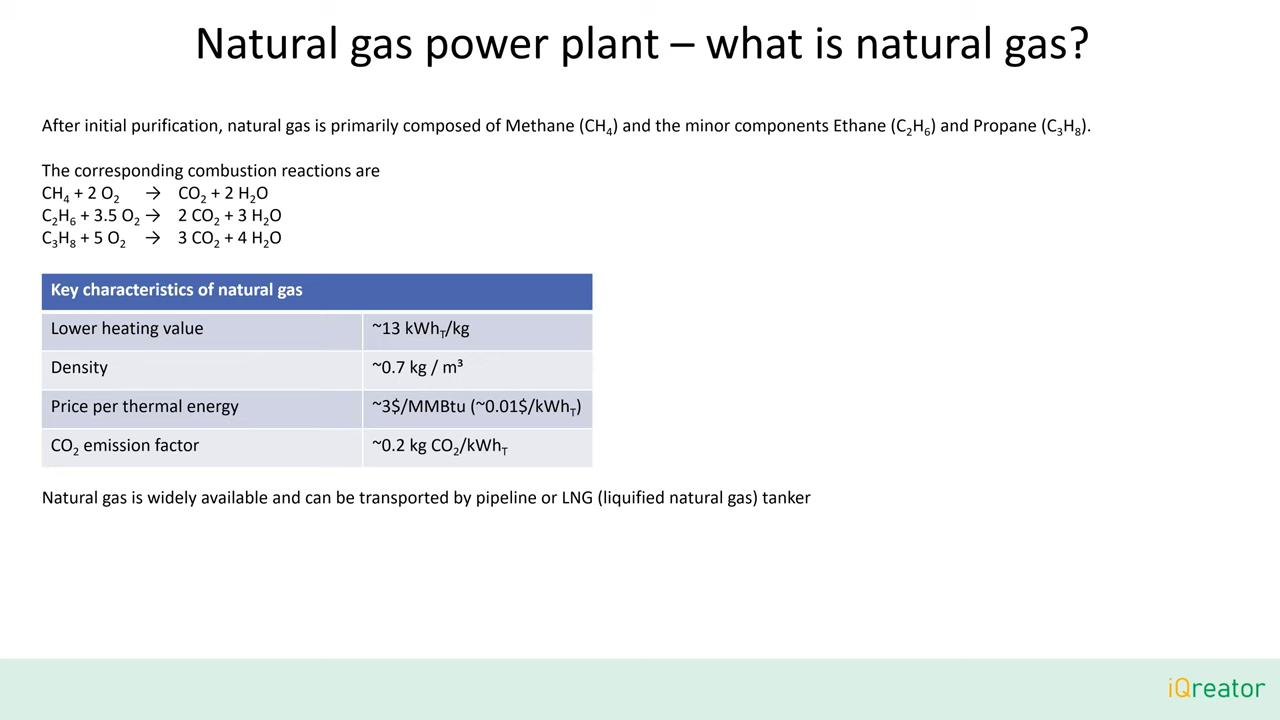 Natural gas power plant – what is natural gas?
After initial purification, natural gas is primarily composed of Methane (CH₄) and the minor components Ethane (C₂H₆) and Propane (C₃H₈).
The corresponding combustion reactions are
CH₄ + 2 O₂ → CO₂ + 2 H₂O
C₂H₆ + 3.5 O₂ → 2 CO₂ + 3 H₂O
C₃H₈ + 5 O₂ → 3 CO₂ + 4 H₂O
Key characteristics of natural gas
Lower heating value ~13 kWh_T/kg
Density ~0.7 kg / m³
Price per thermal energy ~3$/MMBtu (~0.01$/kWh_T)
CO₂ emission factor ~0.2 kg CO₂/kWh_T
Natural gas is widely available and can be transported by pipeline or LNG (liquified natural gas) tanker
iQreator